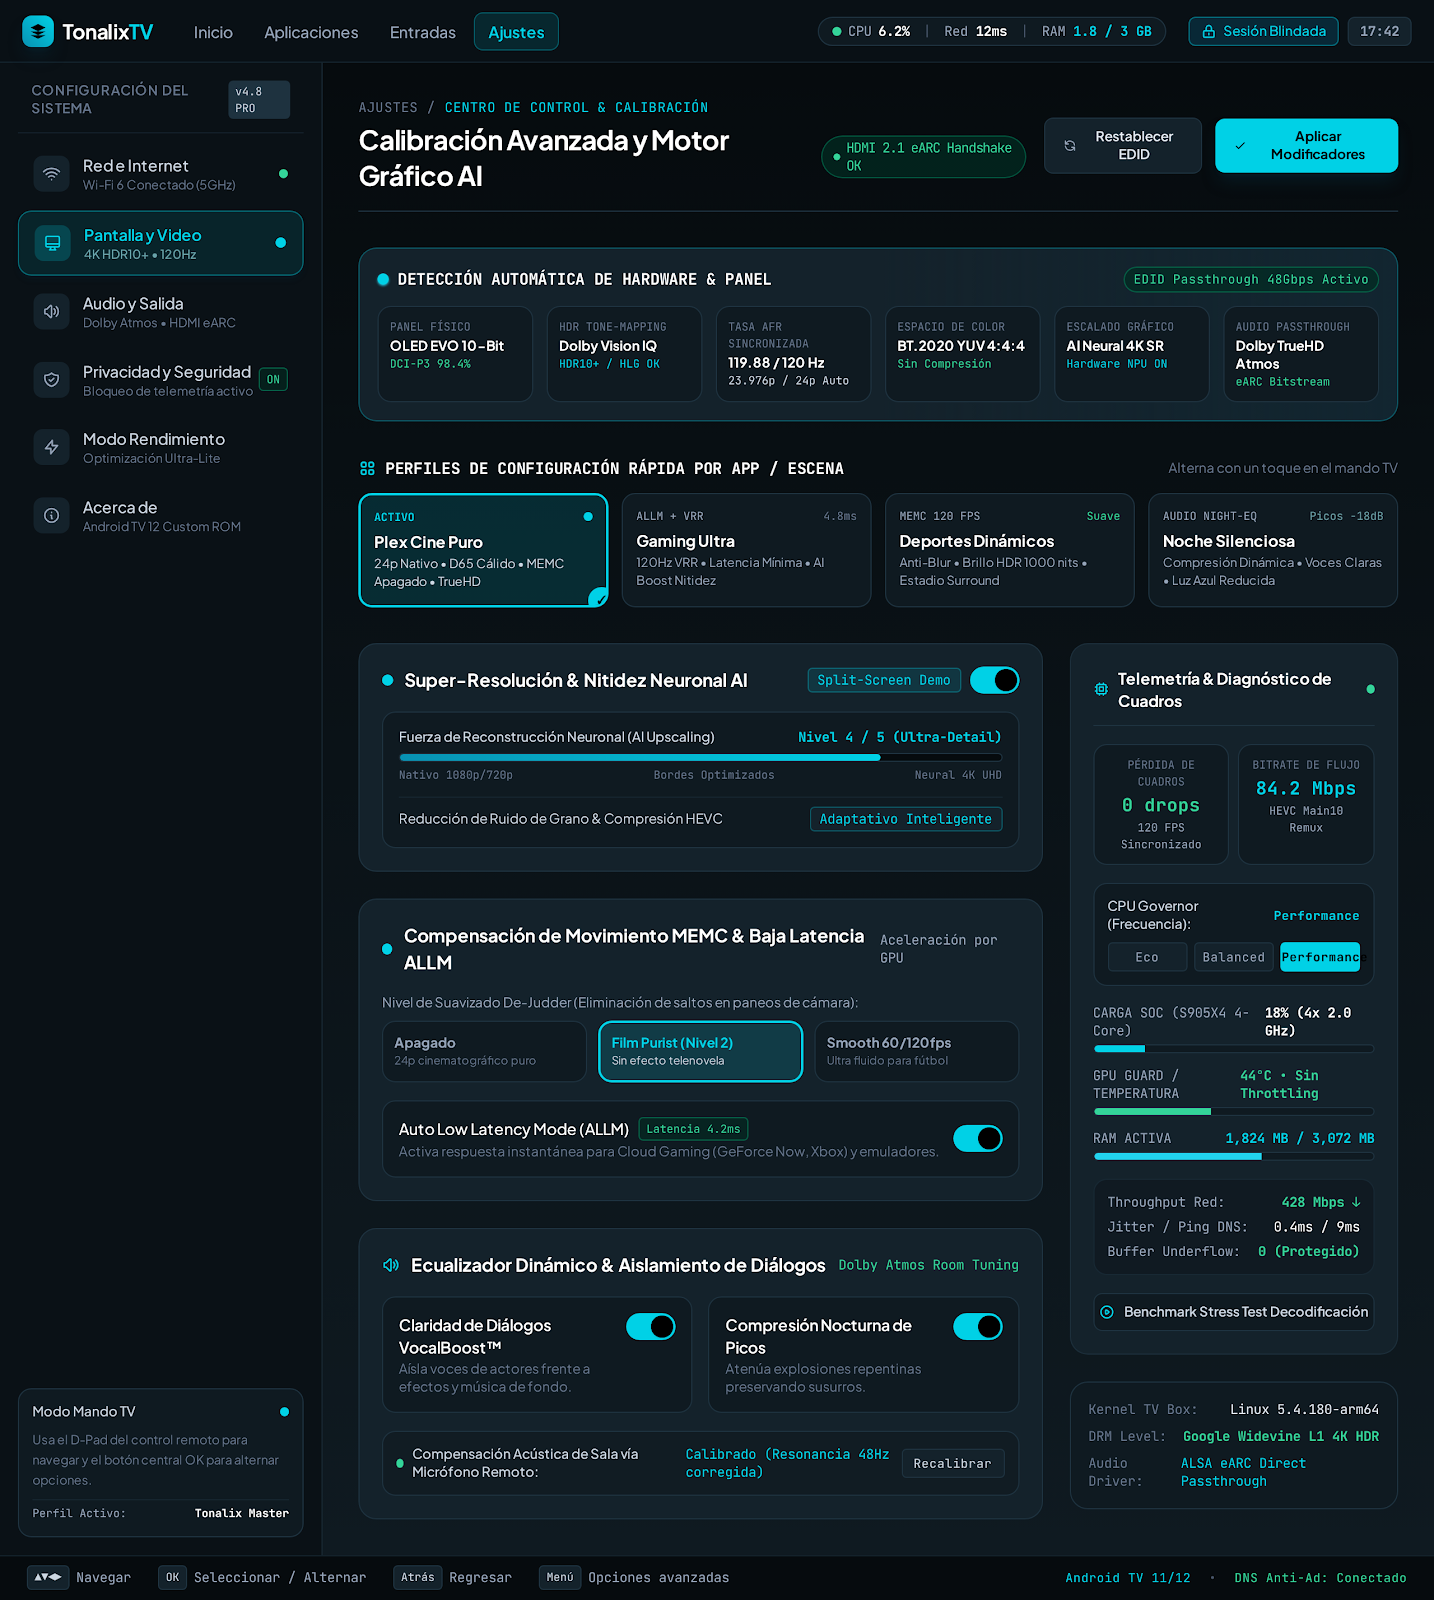 TonalixTV
Inicio
Aplicaciones
Entradas
Ajustes
CPU 6.2% | Red 12ms | RAM 1.8 / 3 GB
Sesión Blindada
17:42
CONFIGURACIÓN DEL
SISTEMA
v4.8
PRO
Red e Internet
Wi-Fi 6 Conectado (5GHz)
Pantalla y Video
4K HDR10+ • 120Hz
Audio y Salida
Dolby Atmos • HDMI eARC
Privacidad y Seguridad
Bloqueo de telemetría activo
ON
Modo Rendimiento
Optimización Ultra-Lite
Acerca de
Android TV 12 Custom ROM
Modo Mando TV
Usa el D-Pad del control remoto para
navegar y el botón central OK para alternar
opciones.
Perfil Activo: Tonalix Master
AJUSTES / CENTRO DE CONTROL & CALIBRACIÓN
Calibración Avanzada y Motor
Gráfico AI
HDMI 2.1 eARC Handshake
OK
Restablecer
EDID
Aplicar
Modificadores
DETECCIÓN AUTOMÁTICA DE HARDWARE & PANEL
EDID Passthrough 48Gbps Activo
PANEL FÍSICO
OLED EVO 10-Bit
DCI-P3 98.4%
HDR TONE-MAPPING
Dolby Vision IQ
HDR10+ / HLG OK
TASA AFR
SINCRONIZADA
119.88 / 120 Hz
23.976p / 24p Auto
ESPACIO DE COLOR
BT.2020 YUV 4:4:4
Sin Compresión
ESCALADO GRÁFICO
AI Neural 4K SR
Hardware NPU ON
AUDIO PASSTHROUGH
Dolby TrueHD
Atmos
eARC Bitstream
PERFILES DE CONFIGURACIÓN RÁPIDA POR APP / ESCENA
Alterna con un toque en el mando TV
ACTIVO
Plex Cine Puro
24p Nativo • D65 Cálido • MEMC
Apagado • TrueHD
✓
ALLM + VRR
4.8ms
Gaming Ultra
120Hz VRR • Latencia Mínima • AI
Boost Nitidez
MEMC 120 FPS
Suave
Deportes Dinámicos
Anti-Blur • Brillo HDR 1000 nits •
Estadio Surround
AUDIO NIGHT-EQ
Picos -18dB
Noche Silenciosa
Compresión Dinámica • Voces Claras
• Luz Azul Reducida
Super-Resolución & Nitidez Neuronal AI
Split-Screen Demo
Fuerza de Reconstrucción Neuronal (AI Upscaling)
Nivel 4 / 5 (Ultra-Detail)
Nativo 1080p/720p
Bordes Optimizados
Neural 4K UHD
Reducción de Ruido de Grano & Compresión HEVC
Adaptativo Inteligente
Compensación de Movimiento MEMC & Baja Latencia
ALLM
Aceleración por
GPU
Nivel de Suavizado De-Judder (Eliminación de saltos en paneos de cámara):
Apagado
24p cinematográfico puro
Film Purist (Nivel 2)
Sin efecto telenovela
Smooth 60/120fps
Ultra fluido para fútbol
Auto Low Latency Mode (ALLM)
Latencia 4.2ms
Activa respuesta instantánea para Cloud Gaming (GeForce Now, Xbox) y emuladores.
Ecualizador Dinámico & Aislamiento de Diálogos
Dolby Atmos Room Tuning
Claridad de Diálogos
VocalBoost™
Aísla voces de actores frente a
efectos y música de fondo.
Compresión Nocturna de
Picos
Atenúa explosiones repentinas
preservando susurros.
Compensación Acústica de Sala vía
Micrófono Remoto:
Calibrado (Resonancia 48Hz
corregida)
Recalibrar
Telemetría & Diagnóstico de
Cuadros
PÉRDIDA DE
CUADROS
0 drops
120 FPS
Sincronizado
BITRATE DE FLUJO
84.2 Mbps
HEVC Main10
Remux
CPU Governor
(Frecuencia):
Performance
Eco
Balanced
Performance
CARGA SOC (S905X4 4-
Core)
18% (4x 2.0
GHz)
GPU GUARD /
TEMPERATURA
44°C • Sin
Throttling
RAM ACTIVA
1,824 MB / 3,072 MB
Throughput Red: 428 Mbps ↓
Jitter / Ping DNS: 0.4ms / 9ms
Buffer Underflow: 0 (Protegido)
Benchmark Stress Test Decodificación
Kernel TV Box: Linux 5.4.180-arm64
DRM Level: Google Widevine L1 4K HDR
Audio
Driver:
ALSA eARC Direct
Passthrough
▲▼◀▶ Navegar
OK Seleccionar / Alternar
Atrás Regresar
Menú Opciones avanzadas
Android TV 11/12 · DNS Anti-Ad: Conectado